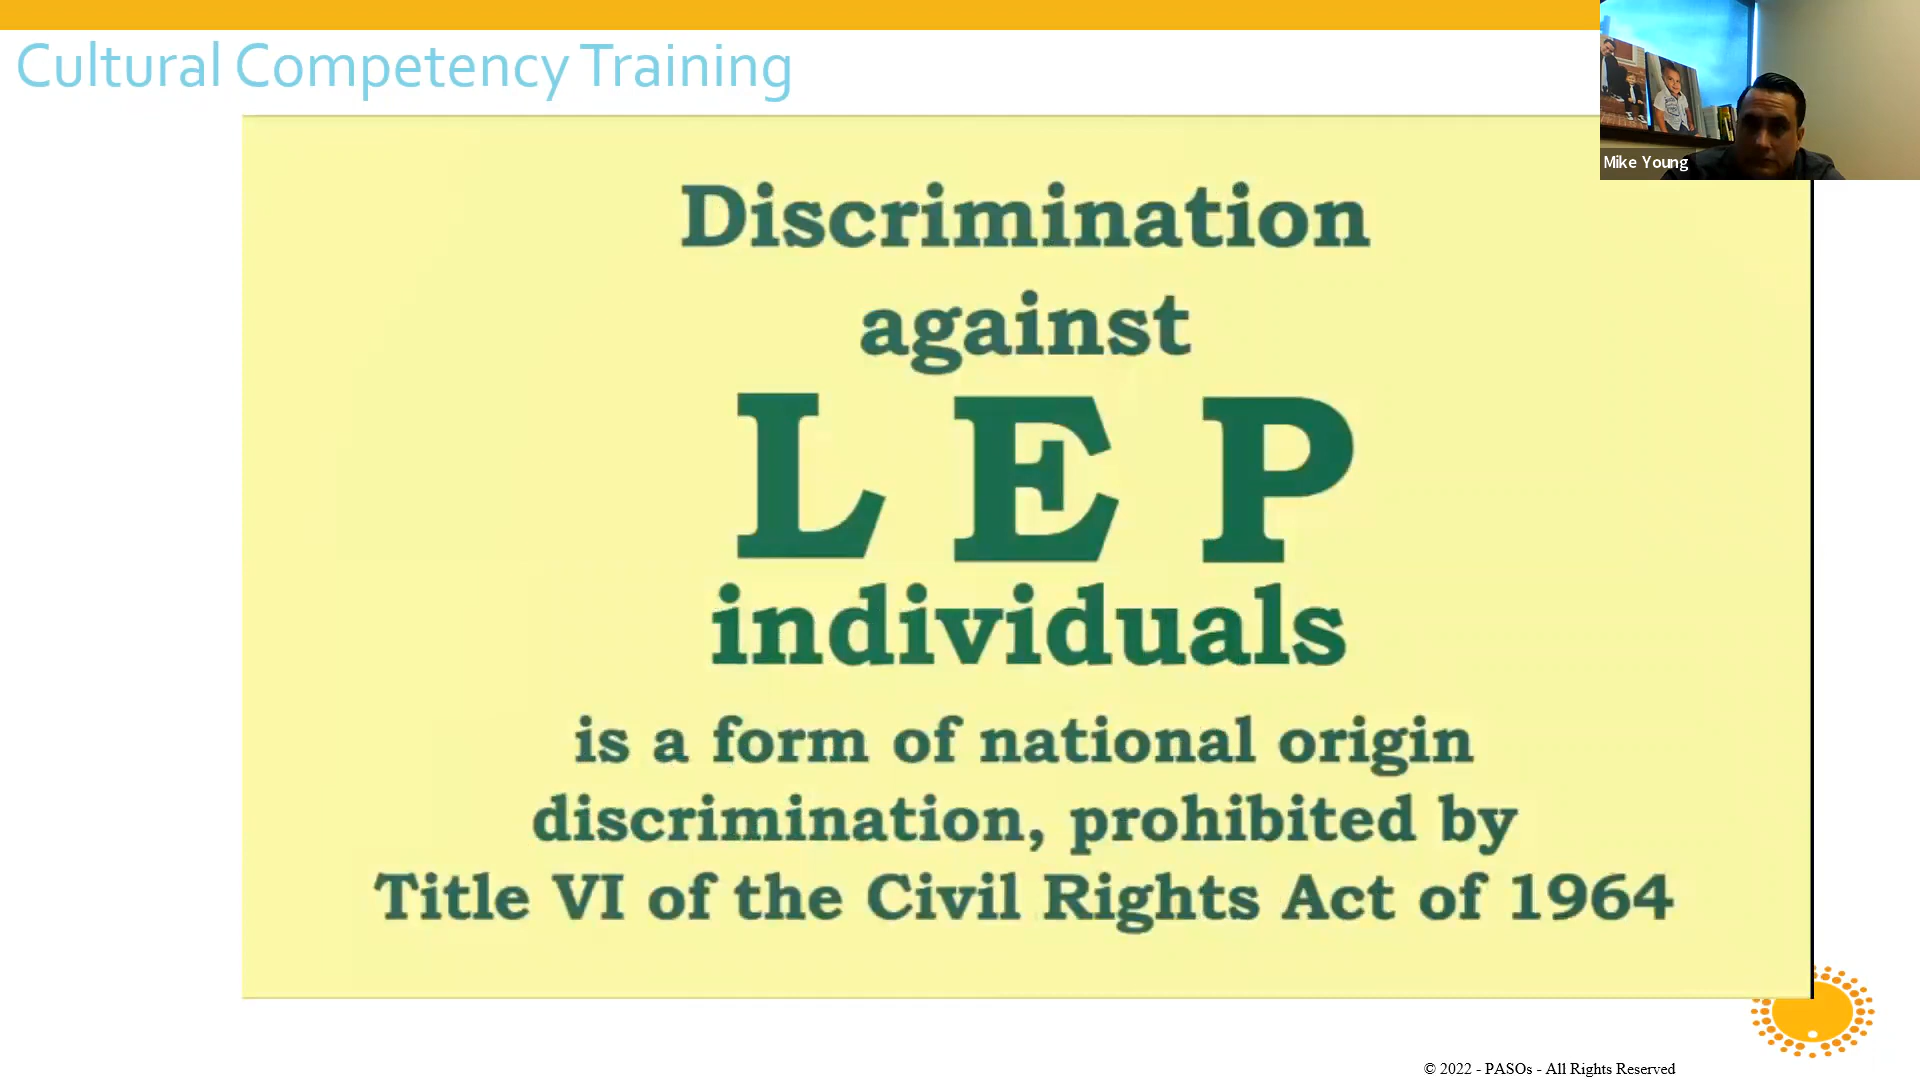 Cultural Competency Training
Mike Young
Discrimination
against
L E P
individuals
is a form of national origin
discrimination, prohibited by
Title VI of the Civil Rights Act of 1964
© 2022 - PASOs - All Rights Reserved